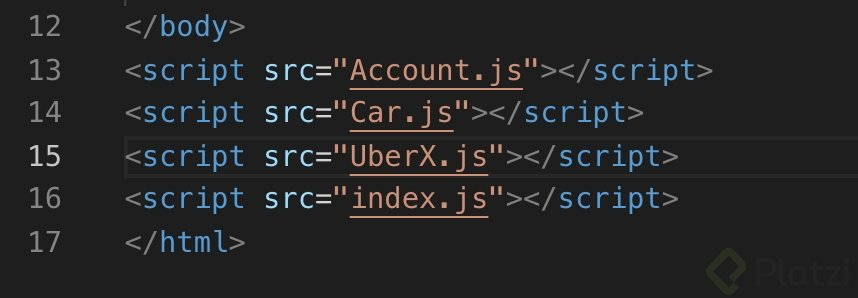 12 </body>
13 <script src="Account.js"></script>
14 <script src="Car.js"></script>
15 <script src="UberX.js"></script>
16 <script src="index.js"></script>
17 </html>
Platzi